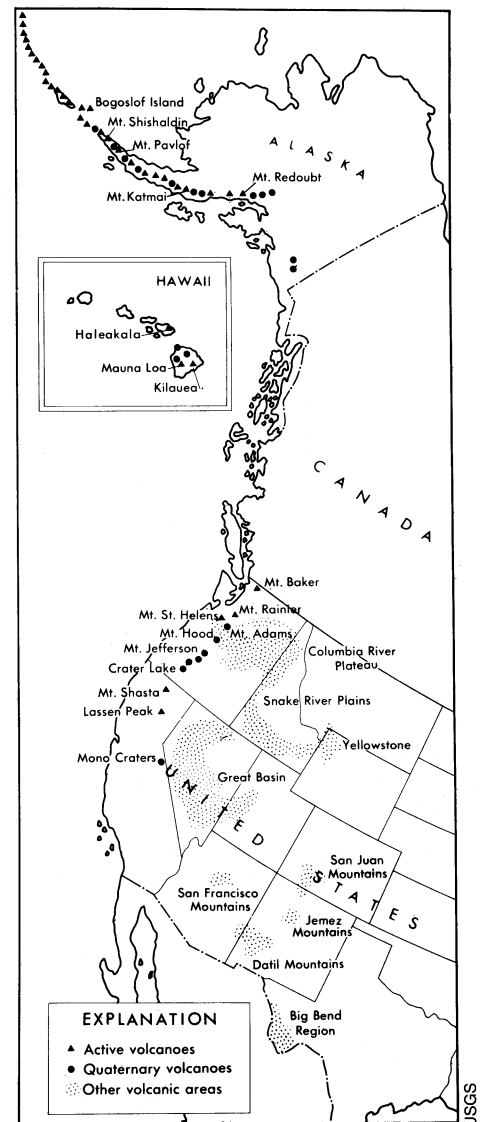 Bogoslof Island
Mt. Shishaldin
Mt. Pavlof
ALASKA
Mt. Redoubt
Mt. Katmai
HAWAII
Haleakala
Mauna Loa
Kilauea
CANADA
Mt. Baker
Mt. Rainier
Mt. St. Helens
Mt. Hood
Mt. Adams
Mt. Jefferson
Columbia River
Plateau
Crater Lake
Mt. Shasta
Snake River Plains
Lassen Peak
Yellowstone
Mono Craters
Great Basin
UNITED
STATES
San Juan
Mountains
San Francisco
Mountains
Jemez
Mountains
Datil Mountains
Big Bend
Region
EXPLANATION
Active volcanoes
Quaternary volcanoes
Other volcanic areas
USGS